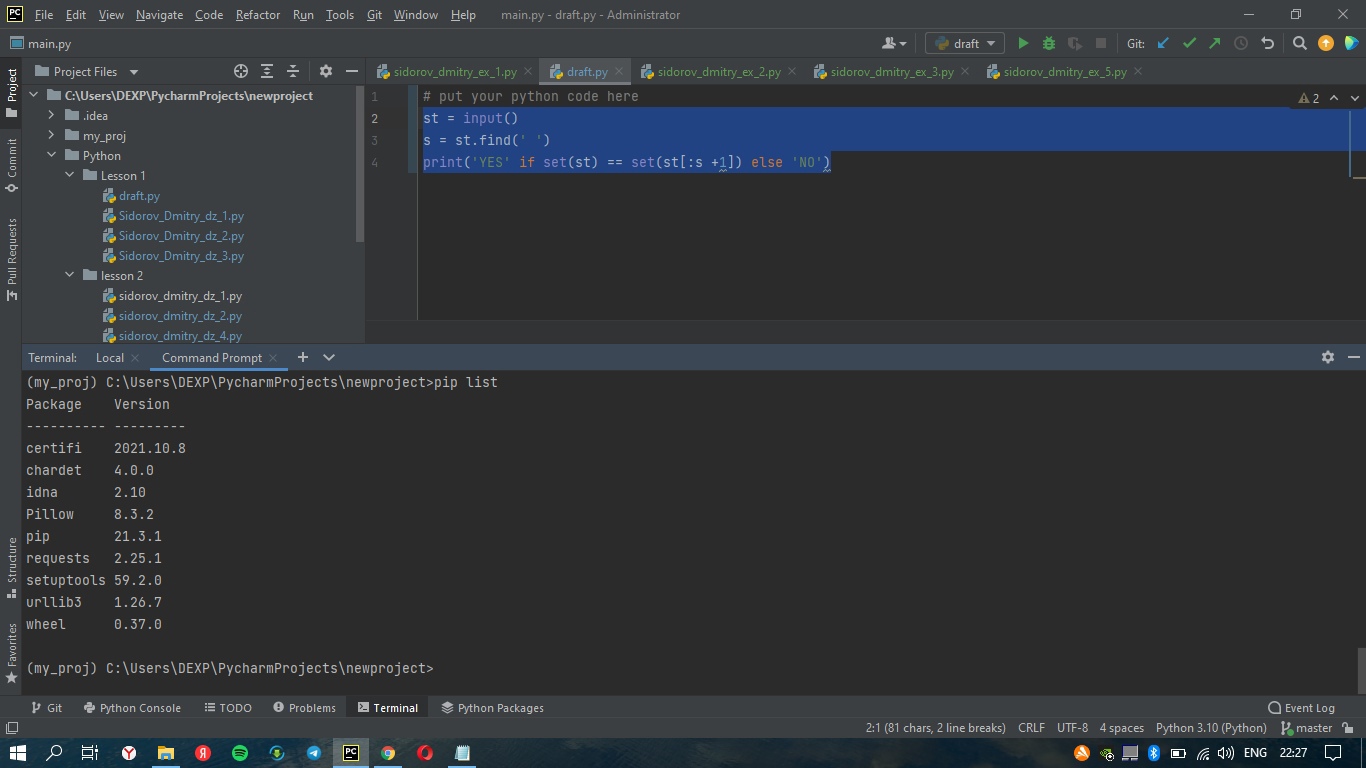 PC File Edit View Navigate Code Refactor Run Tools Git Window Help main.py - draft.py - Administrator
main.py draft Git:
Project Files sidorov_dmitry_ex_1.py draft.py sidorov_dmitry_ex_2.py sidorov_dmitry_ex_3.py sidorov_dmitry_ex_5.py
Project
Commit
Pull Requests
Structure
Favorites
C:\Users\DEXP\PycharmProjects\newproject
.idea
my_proj
Python
Lesson 1
draft.py
Sidorov_Dmitry_dz_1.py
Sidorov_Dmitry_dz_2.py
Sidorov_Dmitry_dz_3.py
lesson 2
sidorov_dmitry_dz_1.py
sidorov_dmitry_dz_2.py
sidorov_dmitry_dz_4.py
1 # put your python code here
2 st = input()
3 s = st.find(' ')
4 print('YES' if set(st) == set(st[:s +1]) else 'NO')
2
Terminal: Local Command Prompt
(my_proj) C:\Users\DEXP\PycharmProjects\newproject>pip list
Package Version
---------- ---------
certifi 2021.10.8
chardet 4.0.0
idna 2.10
Pillow 8.3.2
pip 21.3.1
requests 2.25.1
setuptools 59.2.0
urllib3 1.26.7
wheel 0.37.0
(my_proj) C:\Users\DEXP\PycharmProjects\newproject>
Git Python Console TODO Problems Terminal Python Packages Event Log
2:1 (81 chars, 2 line breaks) CRLF UTF-8 4 spaces Python 3.10 (Python) master
Y Я PC ENG 22:27